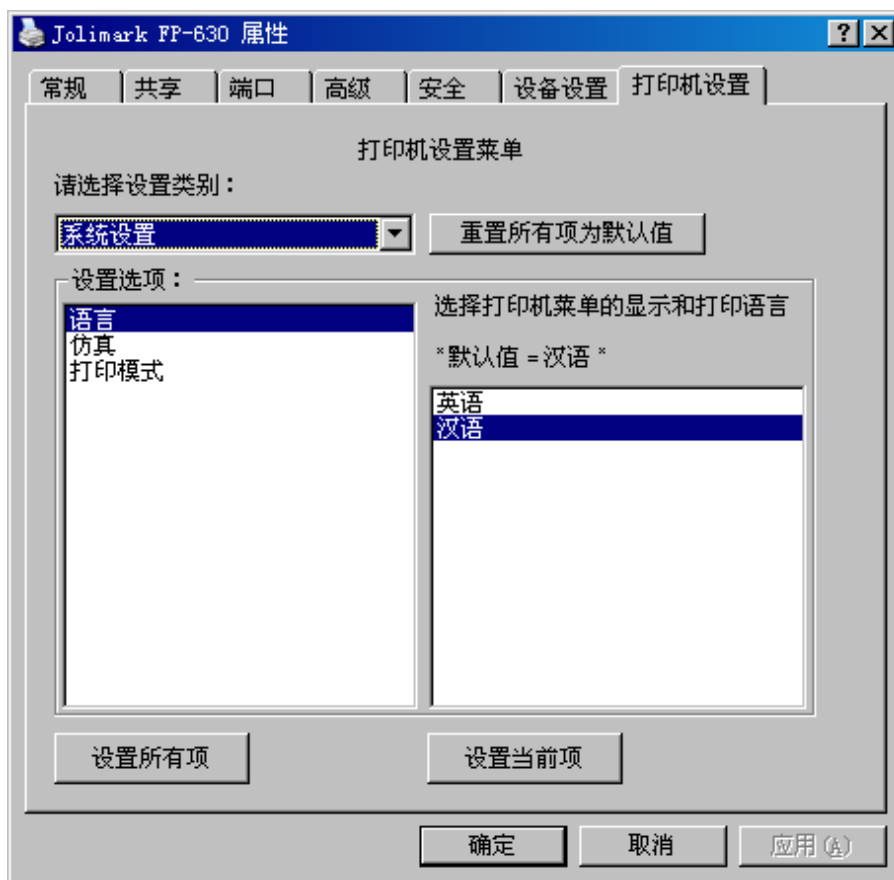 Jolimark FP-630 属性
常规 共享 端口 高级 安全 设备设置 打印机设置
打印机设置菜单
请选择设置类别：
系统设置 重置所有项为默认值
设置选项：
语言
仿真
打印模式
选择打印机菜单的显示和打印语言
*默认值 =汉语 *
英语
汉语
设置所有项 设置当前项
确定 取消 应用(A)